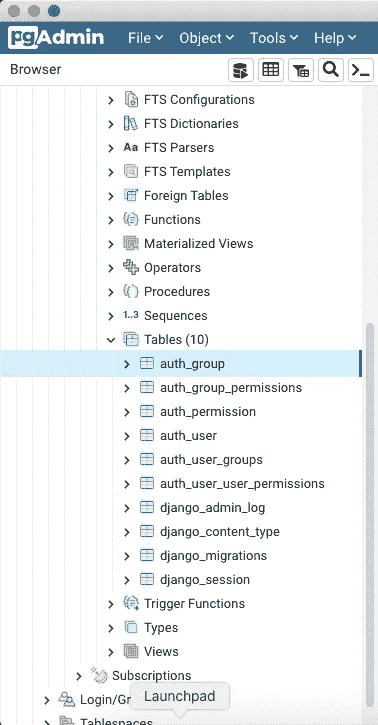 pgAdmin File Object Tools Help
Browser
FTS Configurations
FTS Dictionaries
Aa FTS Parsers
FTS Templates
Foreign Tables
Functions
Materialized Views
Operators
Procedures
1..3 Sequences
Tables (10)
auth_group
auth_group_permissions
auth_permission
auth_user
auth_user_groups
auth_user_user_permissions
django_admin_log
django_content_type
django_migrations
django_session
Trigger Functions
Types
Views
Subscriptions
Login/Gr
Launchpad
Tablespaces